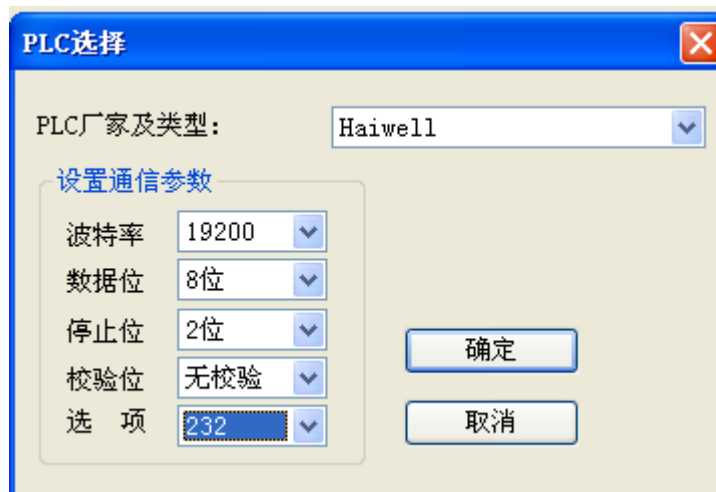 PLC选择
PLC厂家及类型: Haiwell
设置通信参数
波特率 19200
数据位 8位
停止位 2位
确定
校验位 无校验
选 项 232
取消